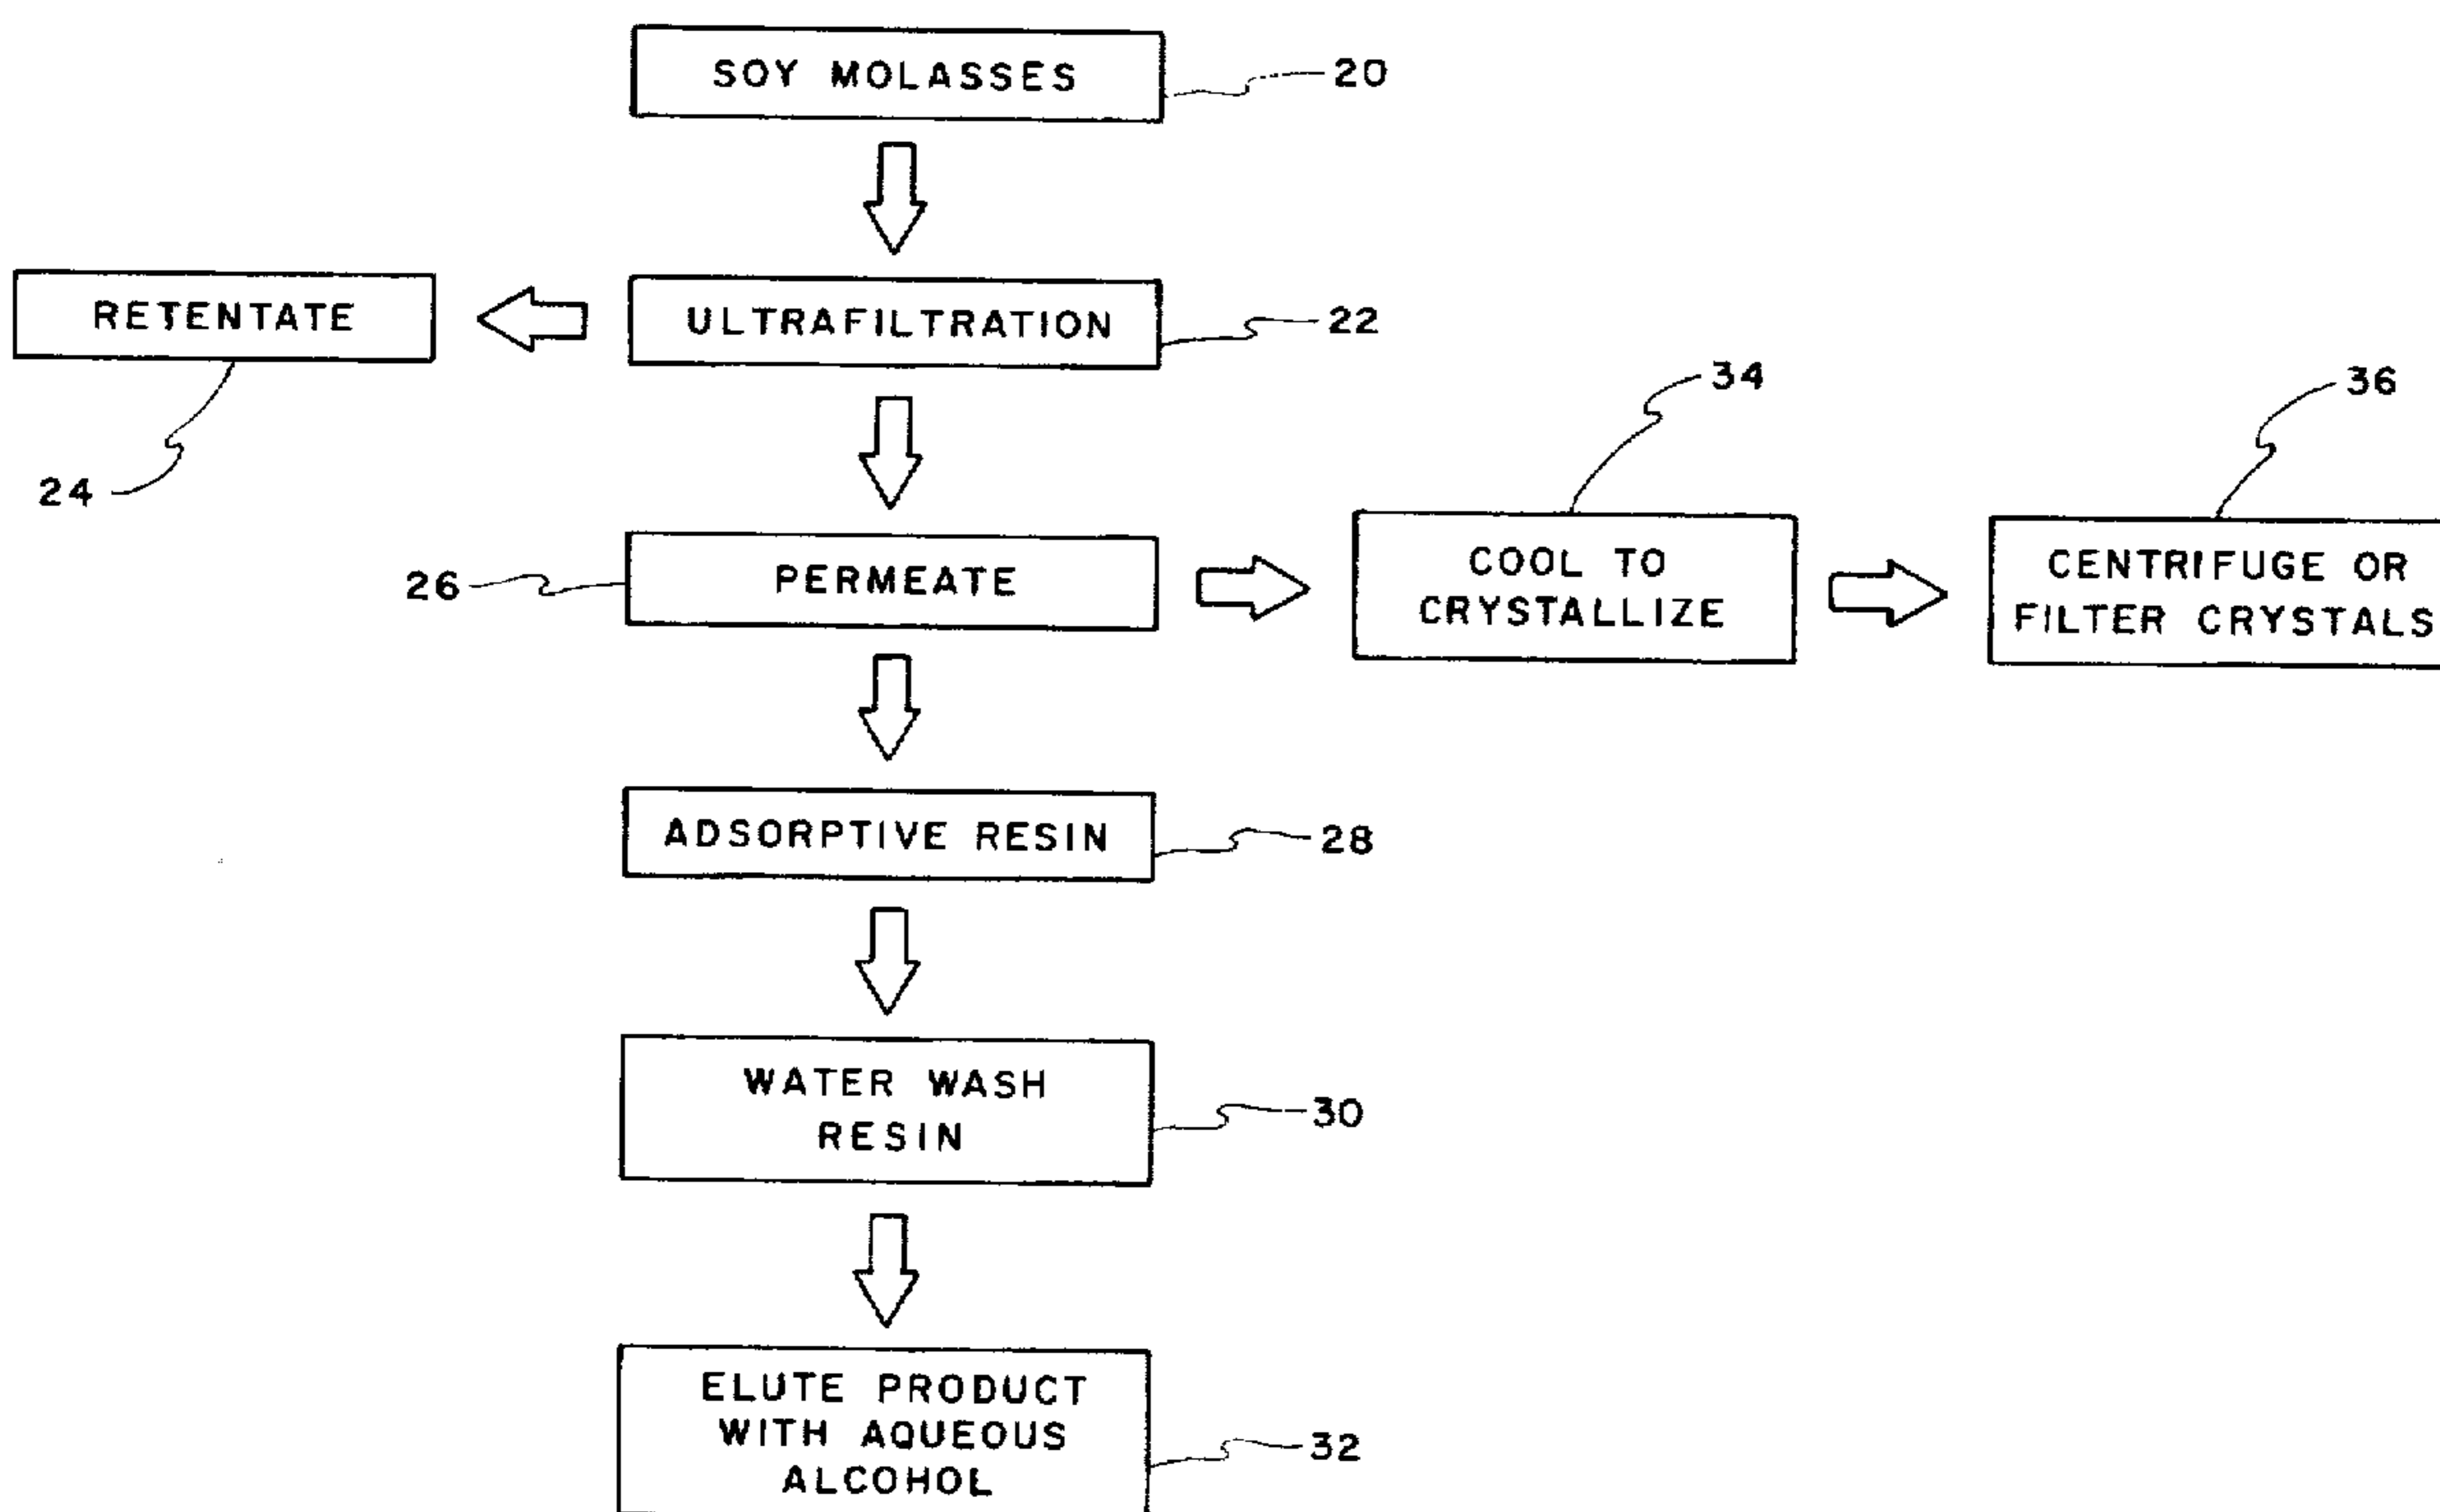 SOY MOLASSES
20
RETENTATE
ULTRAFILTRATION
22
24
34
36
26
PERMEATE
COOL TO
CRYSTALLIZE
CENTRIFUGE OR
FILTER CRYSTALS
ADSORPTIVE RESIN
28
WATER WASH
RESIN
30
ELUTE PRODUCT
WITH AQUEOUS
ALCOHOL
32